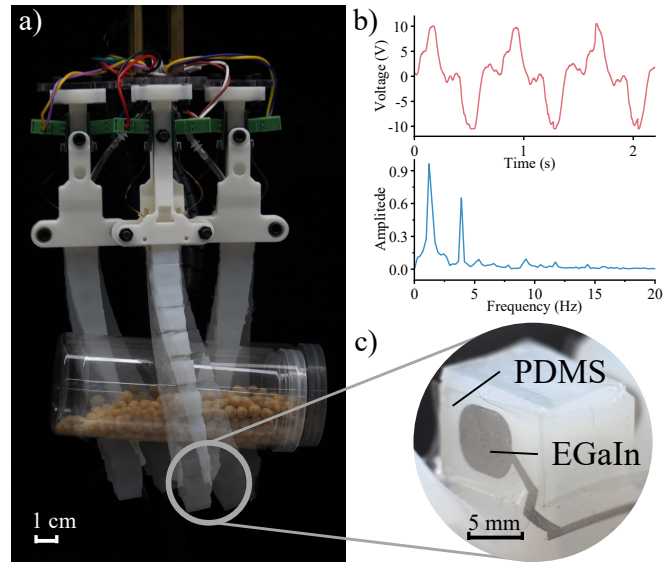 a)
1 cm
b)
Voltage (V)
10
5
0
-5
-10
0
1
2
Time (s)
Amplitede
0.9
0.6
0.3
0.0
0
5
10
15
20
Frequency (Hz)
c)
PDMS
EGaIn
5 mm